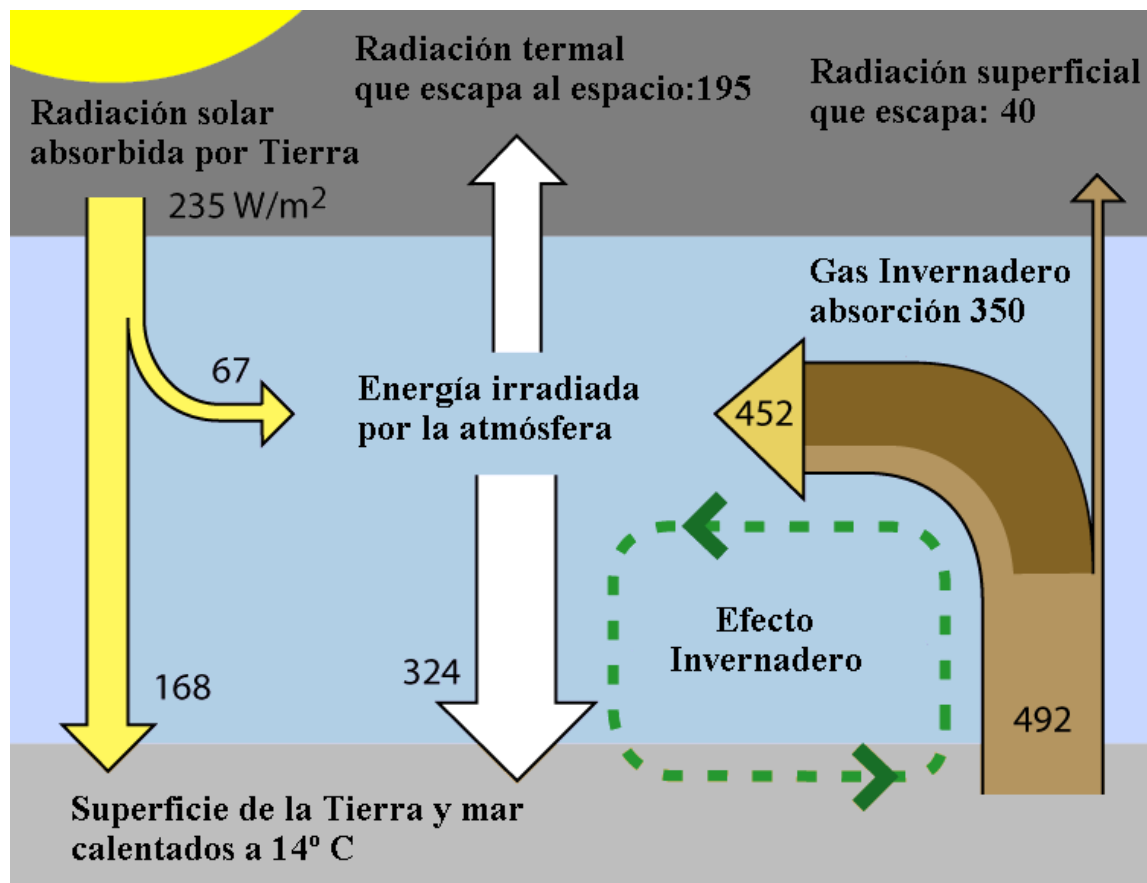 Radiación solar
absorbida por Tierra
235 W/m²
Radiación termal
que escapa al espacio:195
Radiación superficial
que escapa: 40
Gas Invernadero
absorción 350
67
Energía irradiada
por la atmósfera
452
Efecto
Invernadero
168
324
492
Superficie de la Tierra y mar
calentados a 14º C